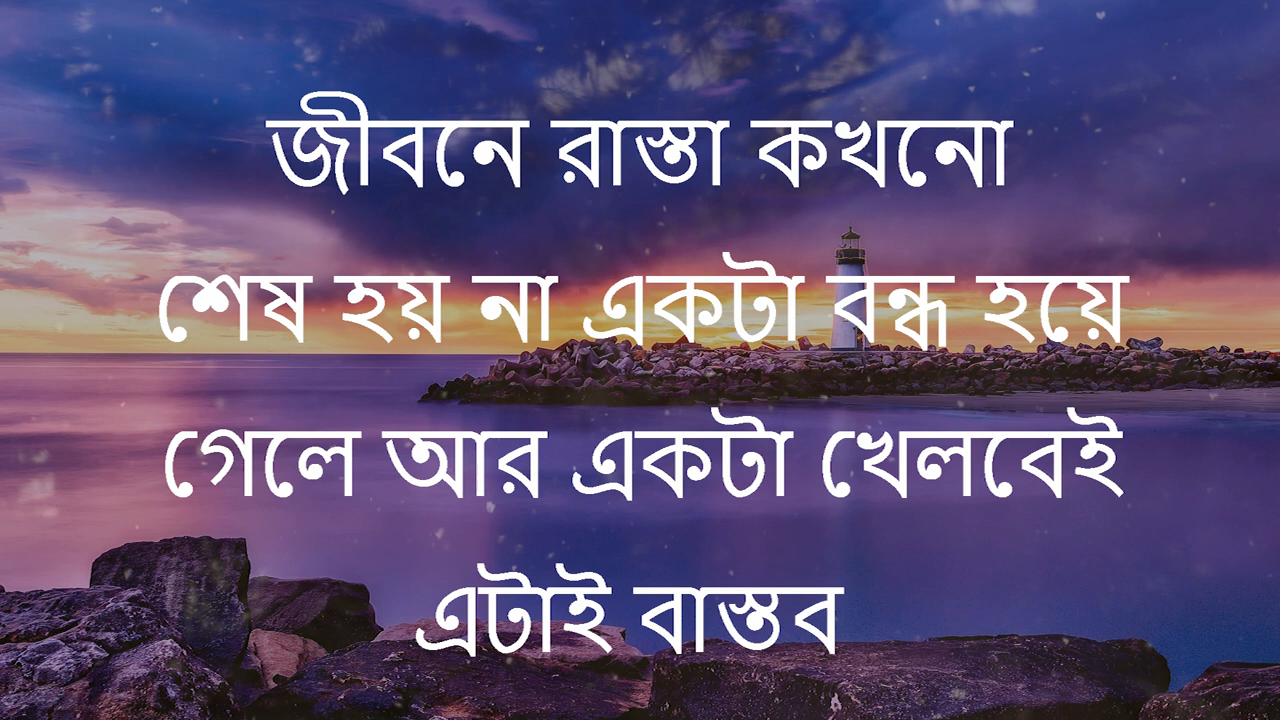 জীবনে রাস্তা কখনো
শেষ হয় না একটা বন্ধ হয়ে
গেলে আর একটা খেলবেই
এটাই বাস্তব